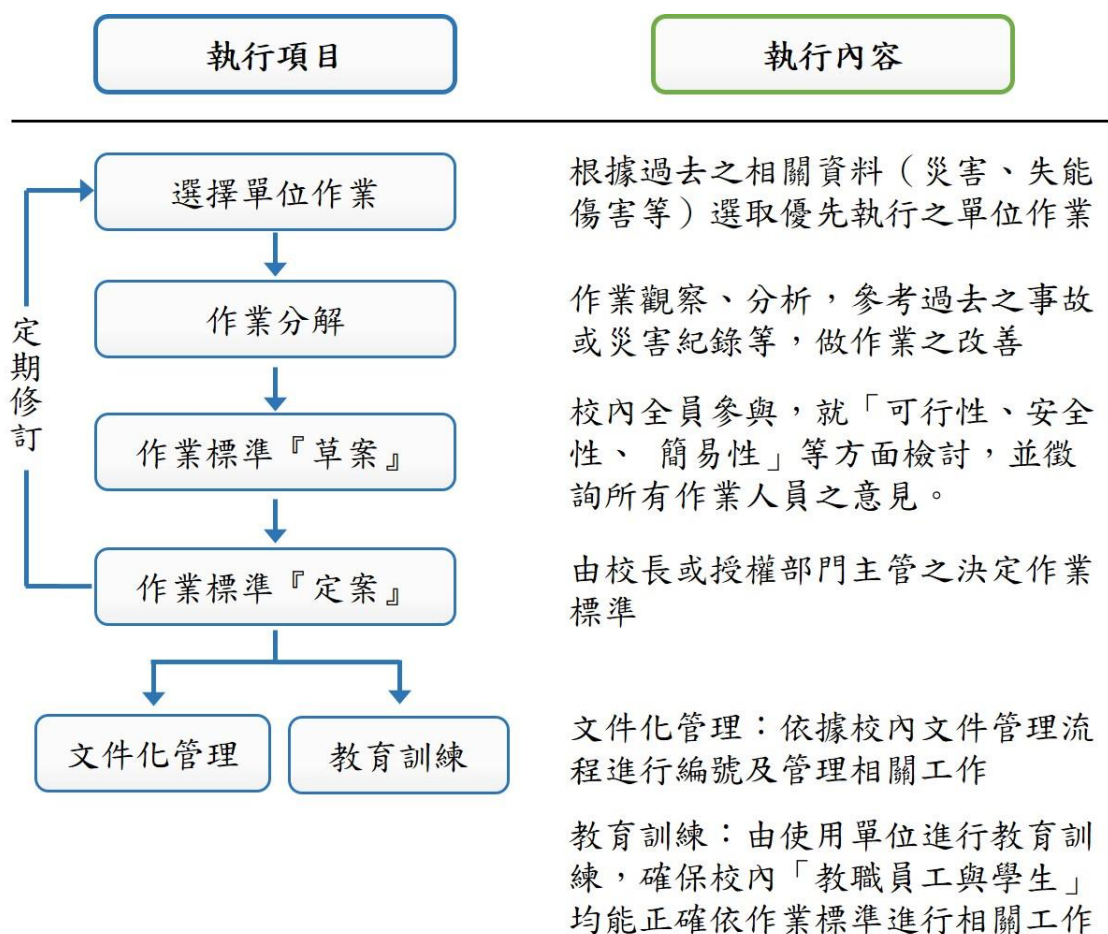 執行項目
執行內容
選擇單位作業
根據過去之相關資料（災害、失能
傷害等）選取優先執行之單位作業
作業分解
作業觀察、分析，參考過去之事故
或災害紀錄等，做作業之改善
定期修訂
作業標準『草案』
校內全員參與，就「可行性、安全
性、 簡易性」等方面檢討，並徵
詢所有作業人員之意見。
作業標準『定案』
由校長或授權部門主管之決定作業
標準
文件化管理
教育訓練
文件化管理：依據校內文件管理流
程進行編號及管理相關工作
教育訓練：由使用單位進行教育訓
練，確保校內「教職員工與學生」
均能正確依作業標準進行相關工作